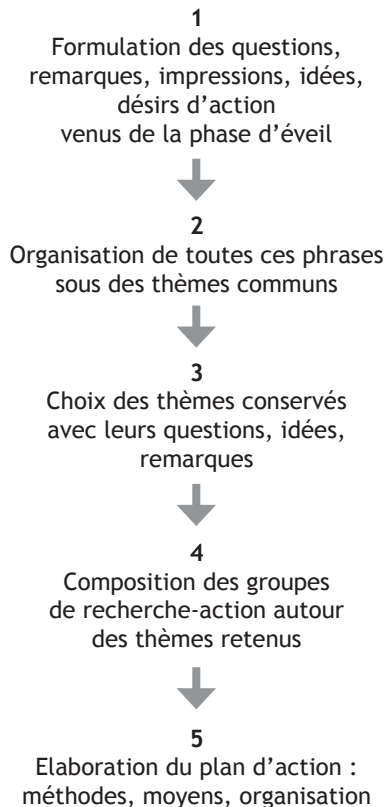 1
Formulation des questions,
remarques, impressions, idées,
désirs d’action
venus de la phase d’éveil
2
Organisation de toutes ces phrases
sous des thèmes communs
3
Choix des thèmes conservés
avec leurs questions, idées,
remarques
4
Composition des groupes
de recherche-action autour
des thèmes retenus
5
Elaboration du plan d’action :
méthodes, moyens, organisation